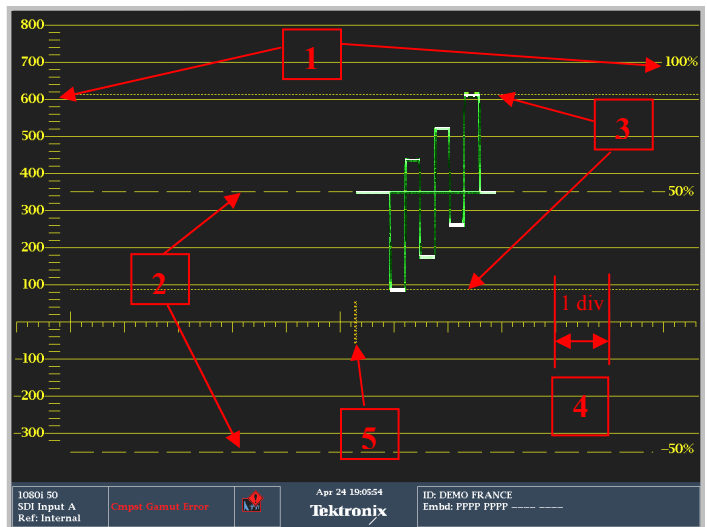 800
700
100%
600
500
400
50%
300
200
100
−100
−200
−300
−50%
1
3
2
1 div
4
5
1080i 50
SDI Input A
Ref: Internal
Cmpst Gamut Error
Apr 24 19:05:54
Tektronix
ID: DEMO FRANCE
Embd: PPPP PPPP ---- ----